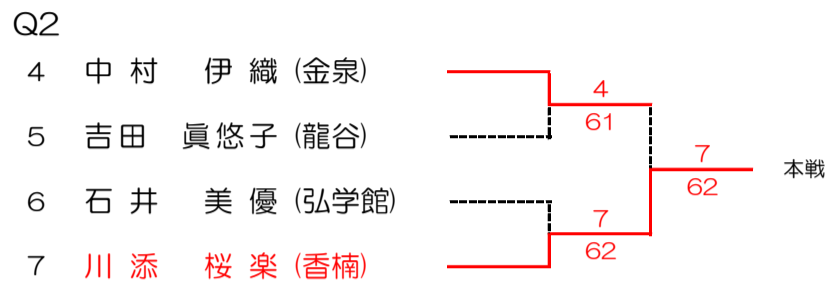 Q2
4 中村 伊織 (金泉)
4
5 吉田 眞悠子 (龍谷)
61
7
本戦
62
6 石井 美優 (弘学館)
7
7 川添 桜楽 (香楠)
62